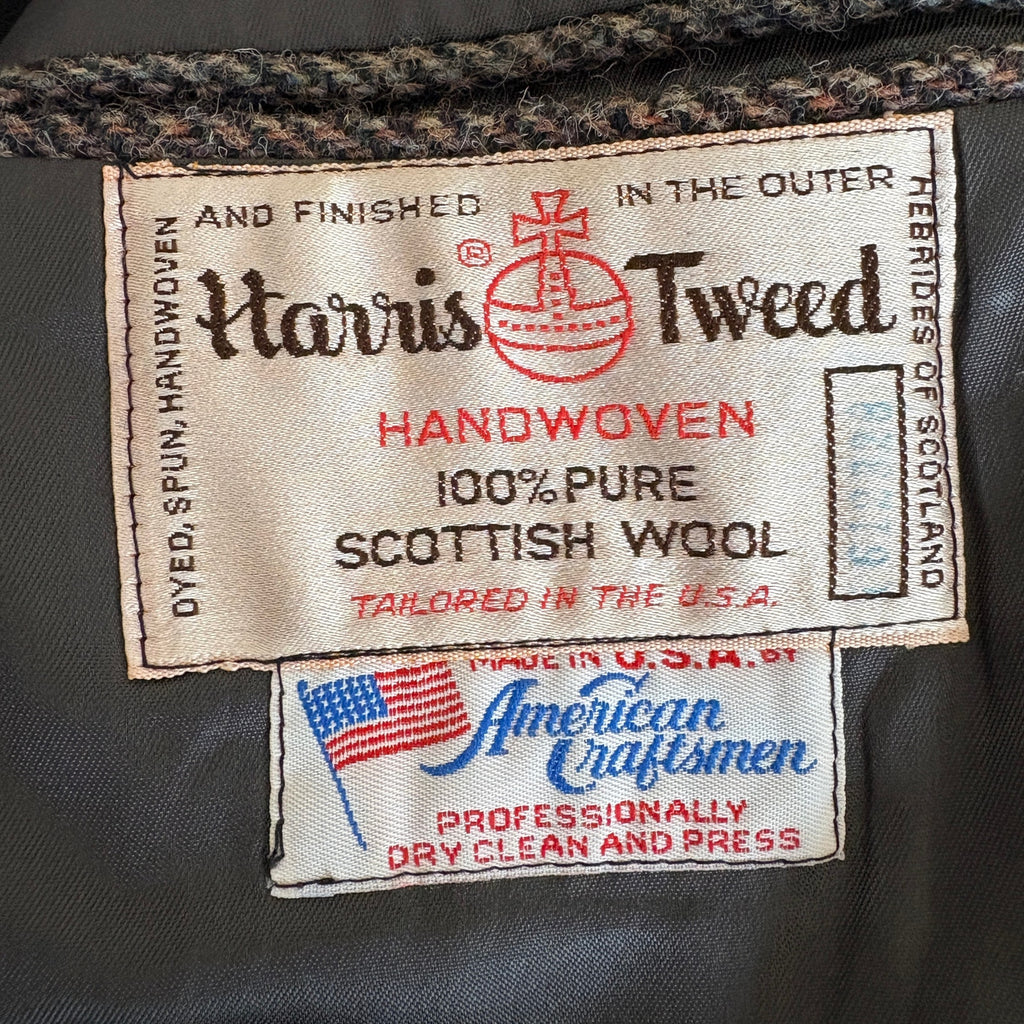 DYED, SPUN, HANDWOVEN
AND FINISHED IN THE OUTER
HEBRIDES OF SCOTLAND
Harris ® Tweed
HANDWOVEN
100% PURE
SCOTTISH WOOL
TAILORED IN THE U.S.A.
MADE IN U.S.A. BY
American
Craftsmen
PROFESSIONALLY
DRY CLEAN AND PRESS